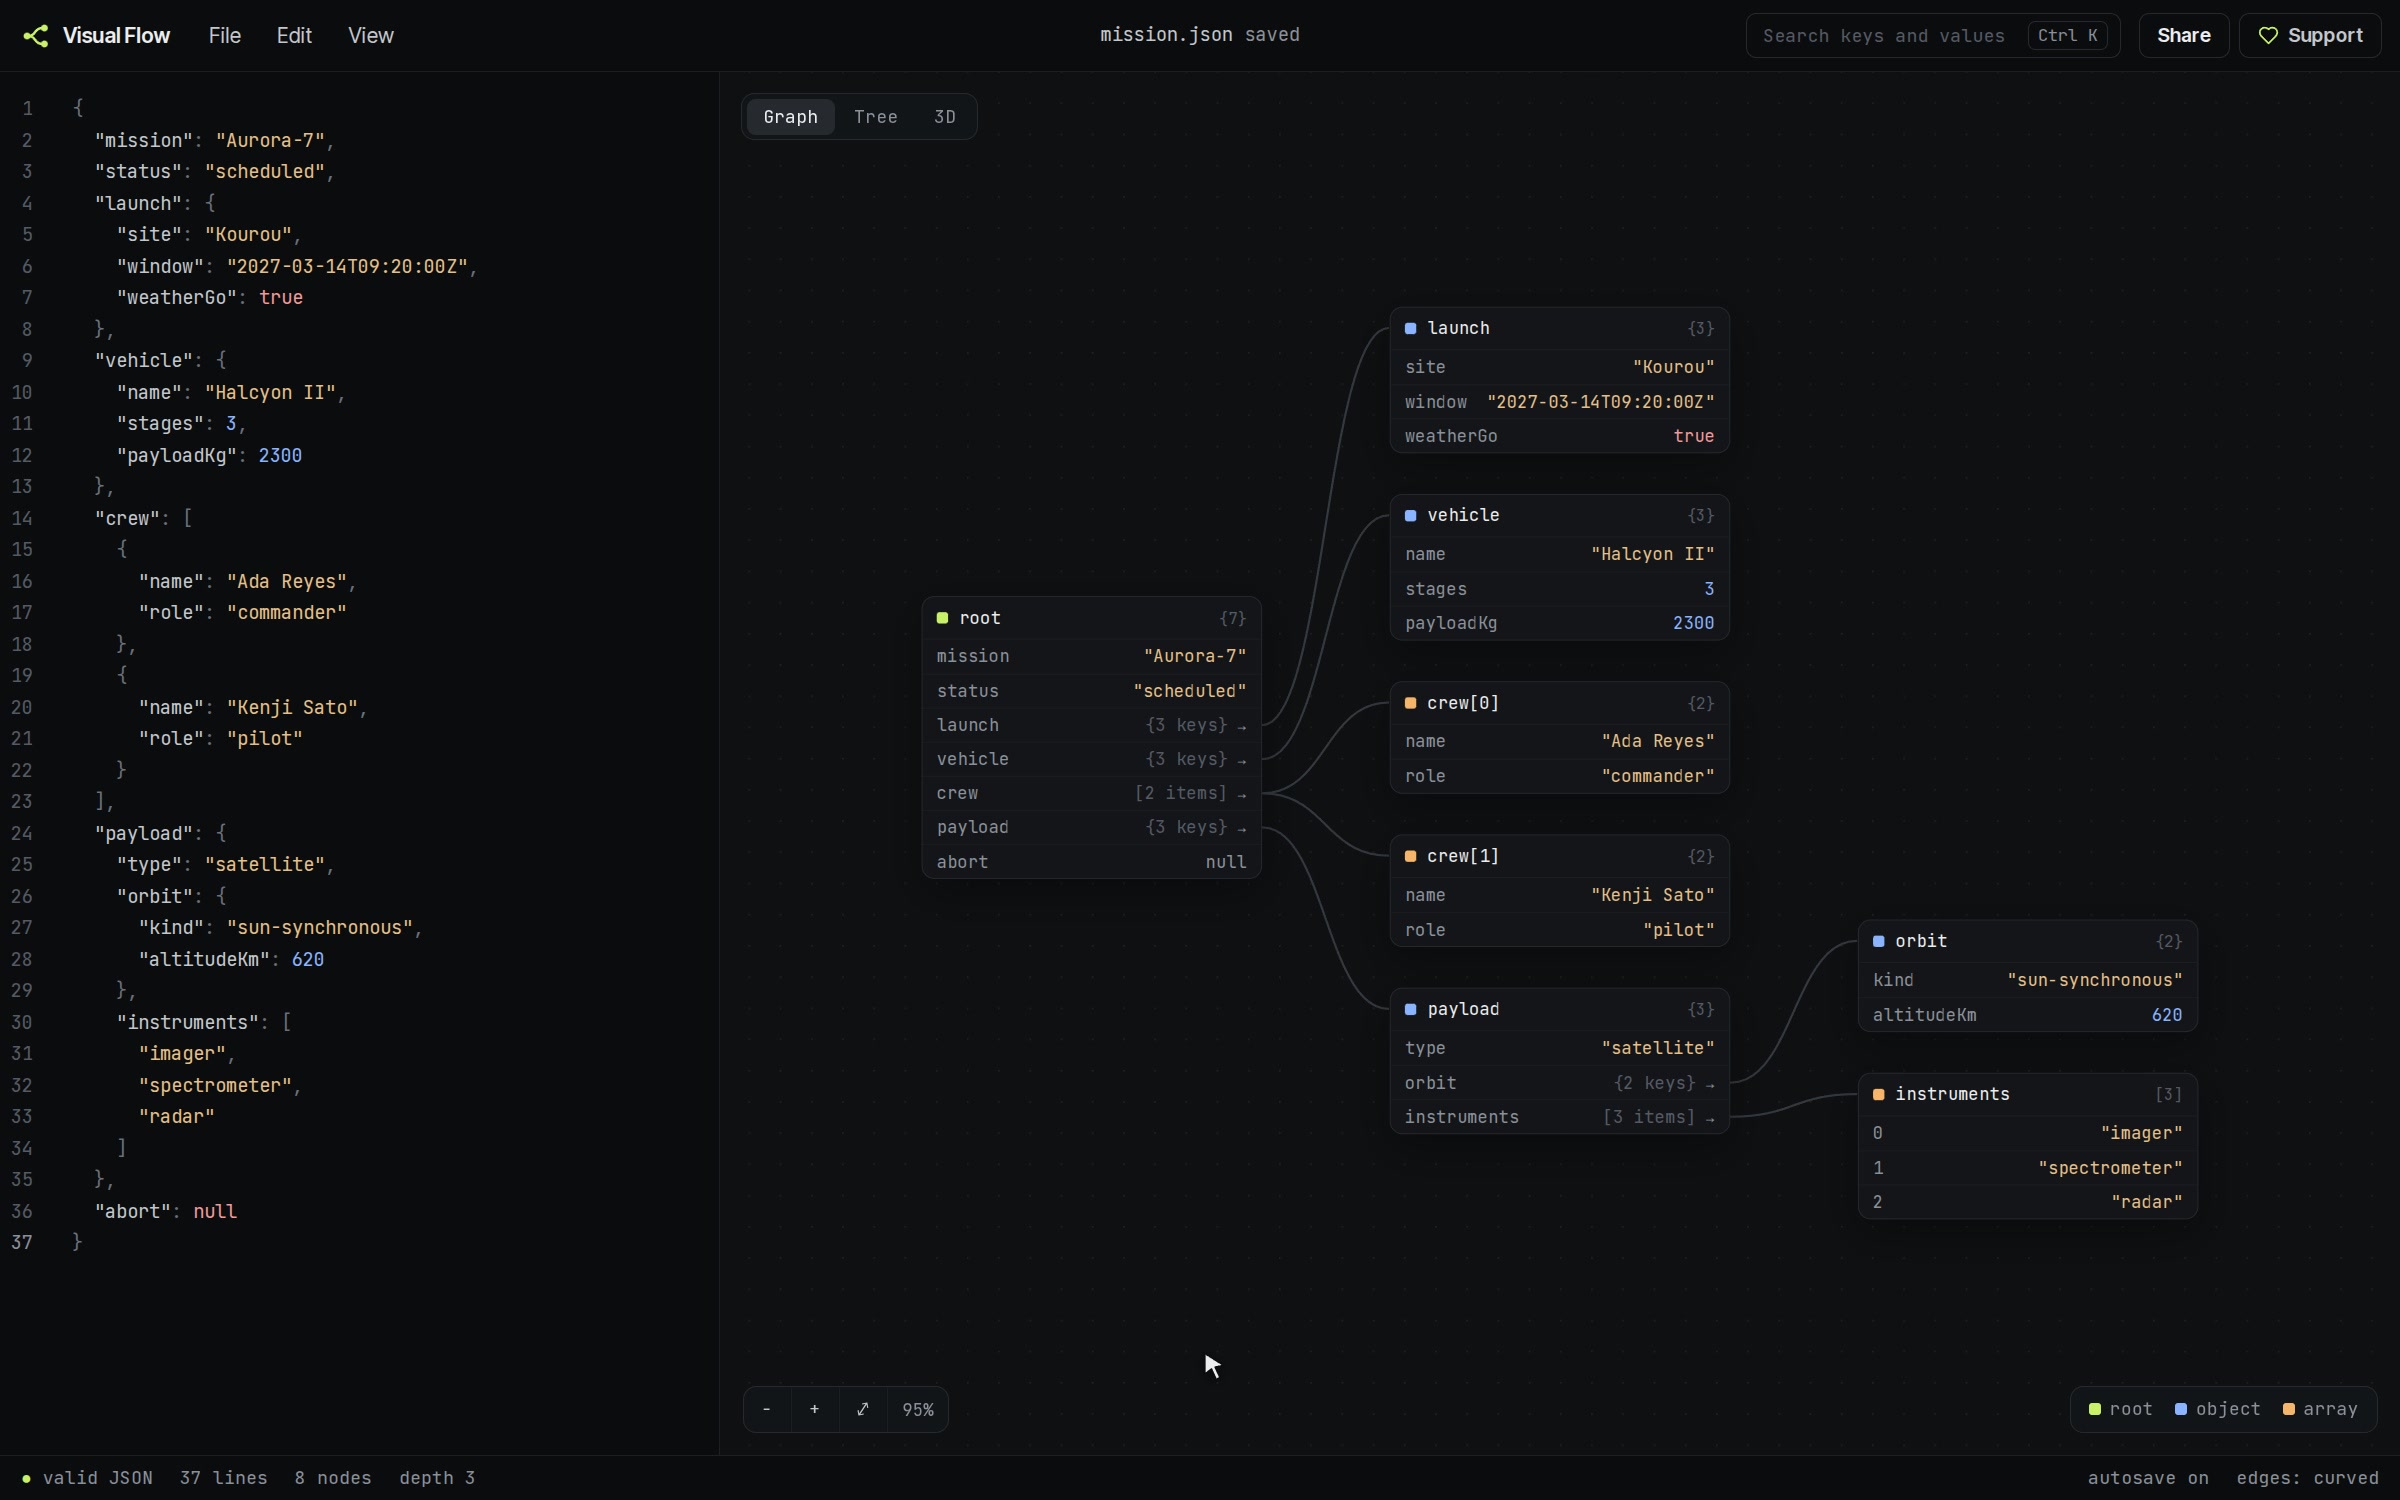 Visual Flow File Edit View
mission.json saved
Search keys and values Ctrl K
Share
Support
1 {
2 "mission": "Aurora-7",
3 "status": "scheduled",
4 "launch": {
5 "site": "Kourou",
6 "window": "2027-03-14T09:20:00Z",
7 "weatherGo": true
8 },
9 "vehicle": {
10 "name": "Halcyon II",
11 "stages": 3,
12 "payloadKg": 2300
13 },
14 "crew": [
15 {
16 "name": "Ada Reyes",
17 "role": "commander"
18 },
19 {
20 "name": "Kenji Sato",
21 "role": "pilot"
22 }
23 ],
24 "payload": {
25 "type": "satellite",
26 "orbit": {
27 "kind": "sun-synchronous",
28 "altitudeKm": 620
29 },
30 "instruments": [
31 "imager",
32 "spectrometer",
33 "radar"
34 ]
35 },
36 "abort": null
37 }
Graph Tree 3D
root {7}
mission "Aurora-7"
status "scheduled"
launch {3 keys} →
vehicle {3 keys} →
crew [2 items] →
payload {3 keys} →
abort null
launch {3}
site "Kourou"
window "2027-03-14T09:20:00Z"
weatherGo true
vehicle {3}
name "Halcyon II"
stages 3
payloadKg 2300
crew[0] {2}
name "Ada Reyes"
role "commander"
crew[1] {2}
name "Kenji Sato"
role "pilot"
payload {3}
type "satellite"
orbit {2 keys} →
instruments [3 items] →
orbit {2}
kind "sun-synchronous"
altitudeKm 620
instruments [3]
0 "imager"
1 "spectrometer"
2 "radar"
- + ⤢ 95%
root object array
valid JSON 37 lines 8 nodes depth 3
autosave on edges: curved